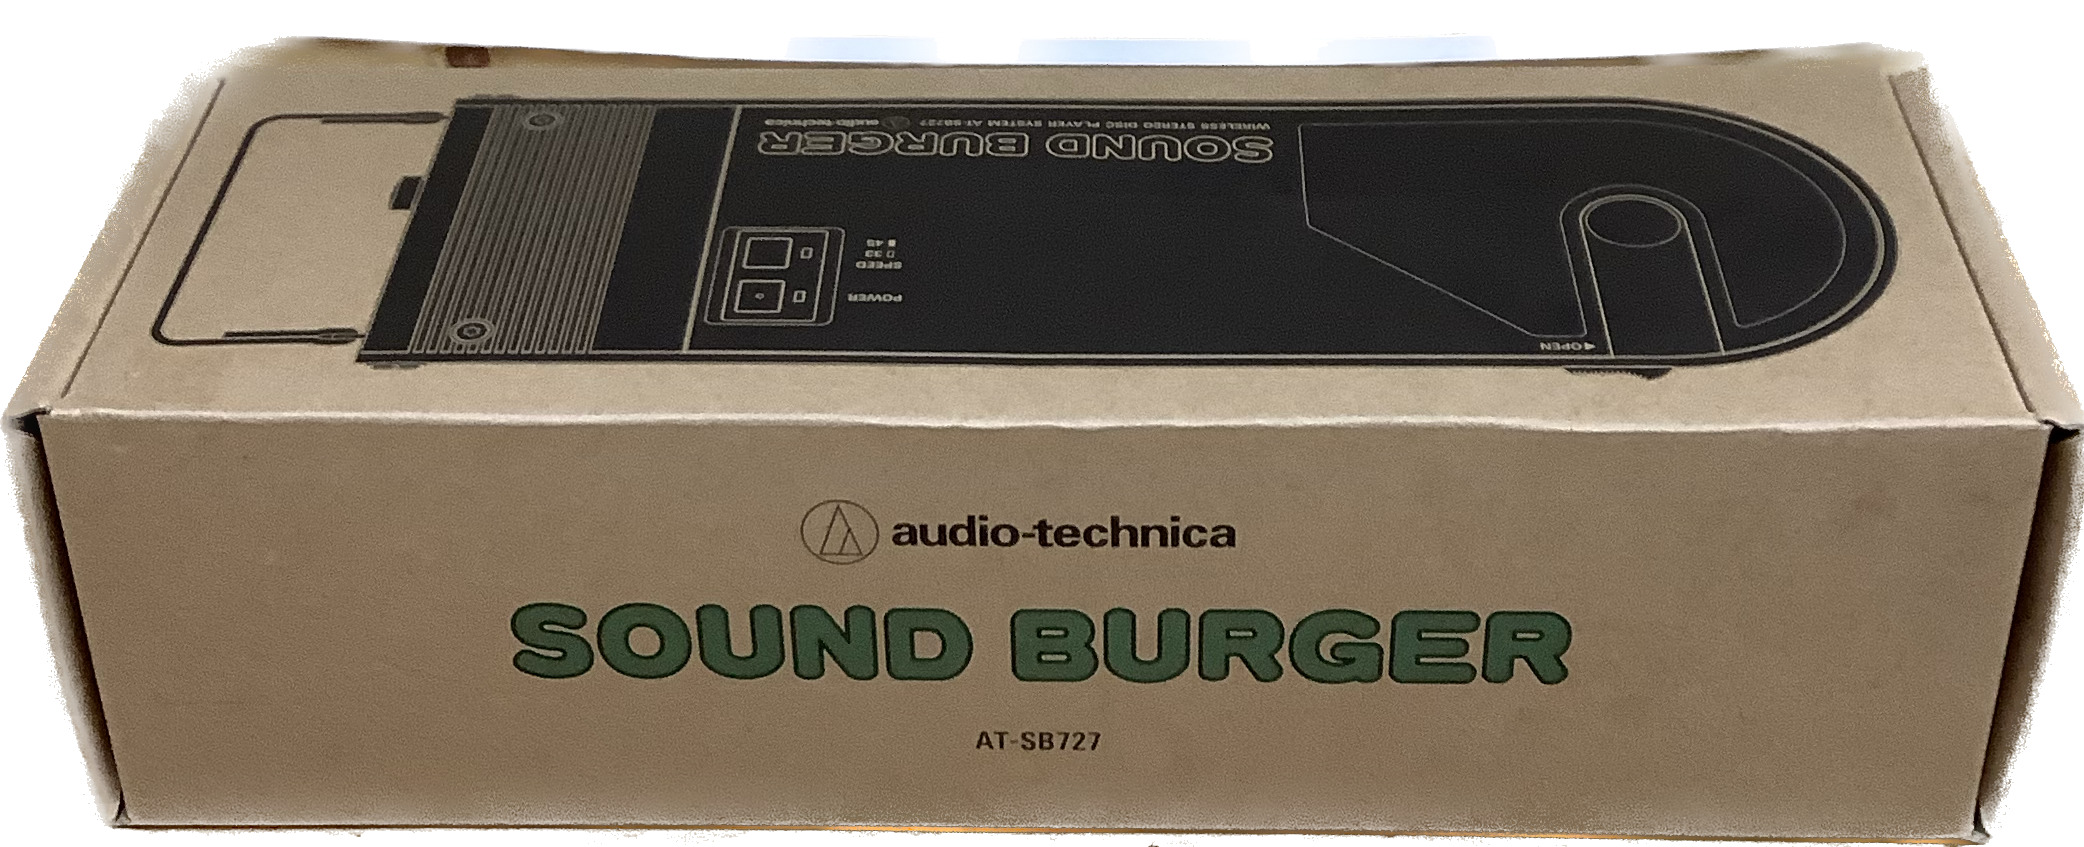 audio-technica
SOUND BURGER
AT-SB727
SOUND BURGER
WIRELESS STEREO DISC PLAYER SYSTEM AT-SB727 audio-technica
◀OPEN
POWER
SPEED
33
45